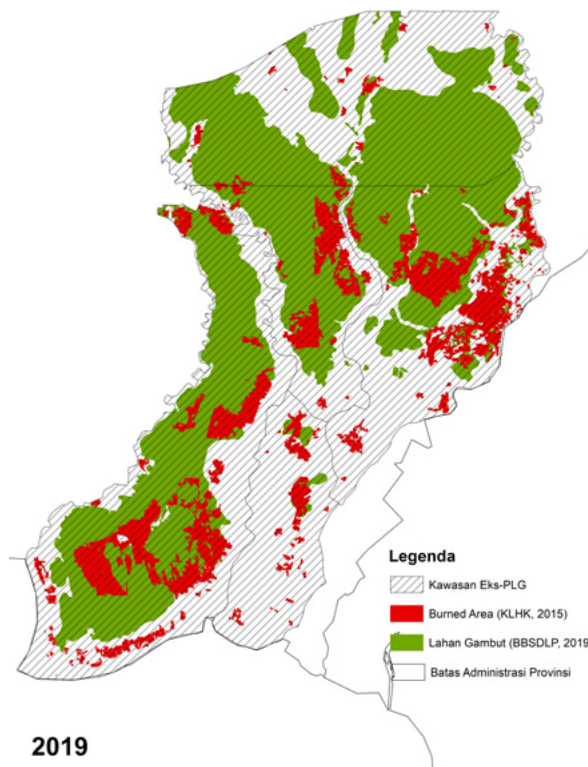 Legenda
Kawasan Eks-PLG
Burned Area (KLHK, 2015)
Lahan Gambut (BBSDLP, 2019
Batas Administrasi Provinsi
2019